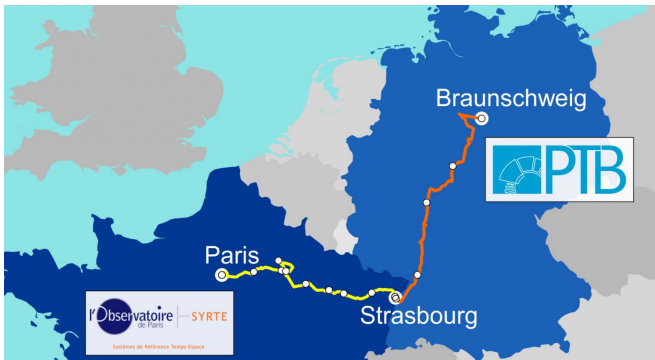 Braunschweig
PTB
Paris
Strasbourg
l'Observatoire
de Paris
SYRTE
Systèmes de Référence Temps Espace